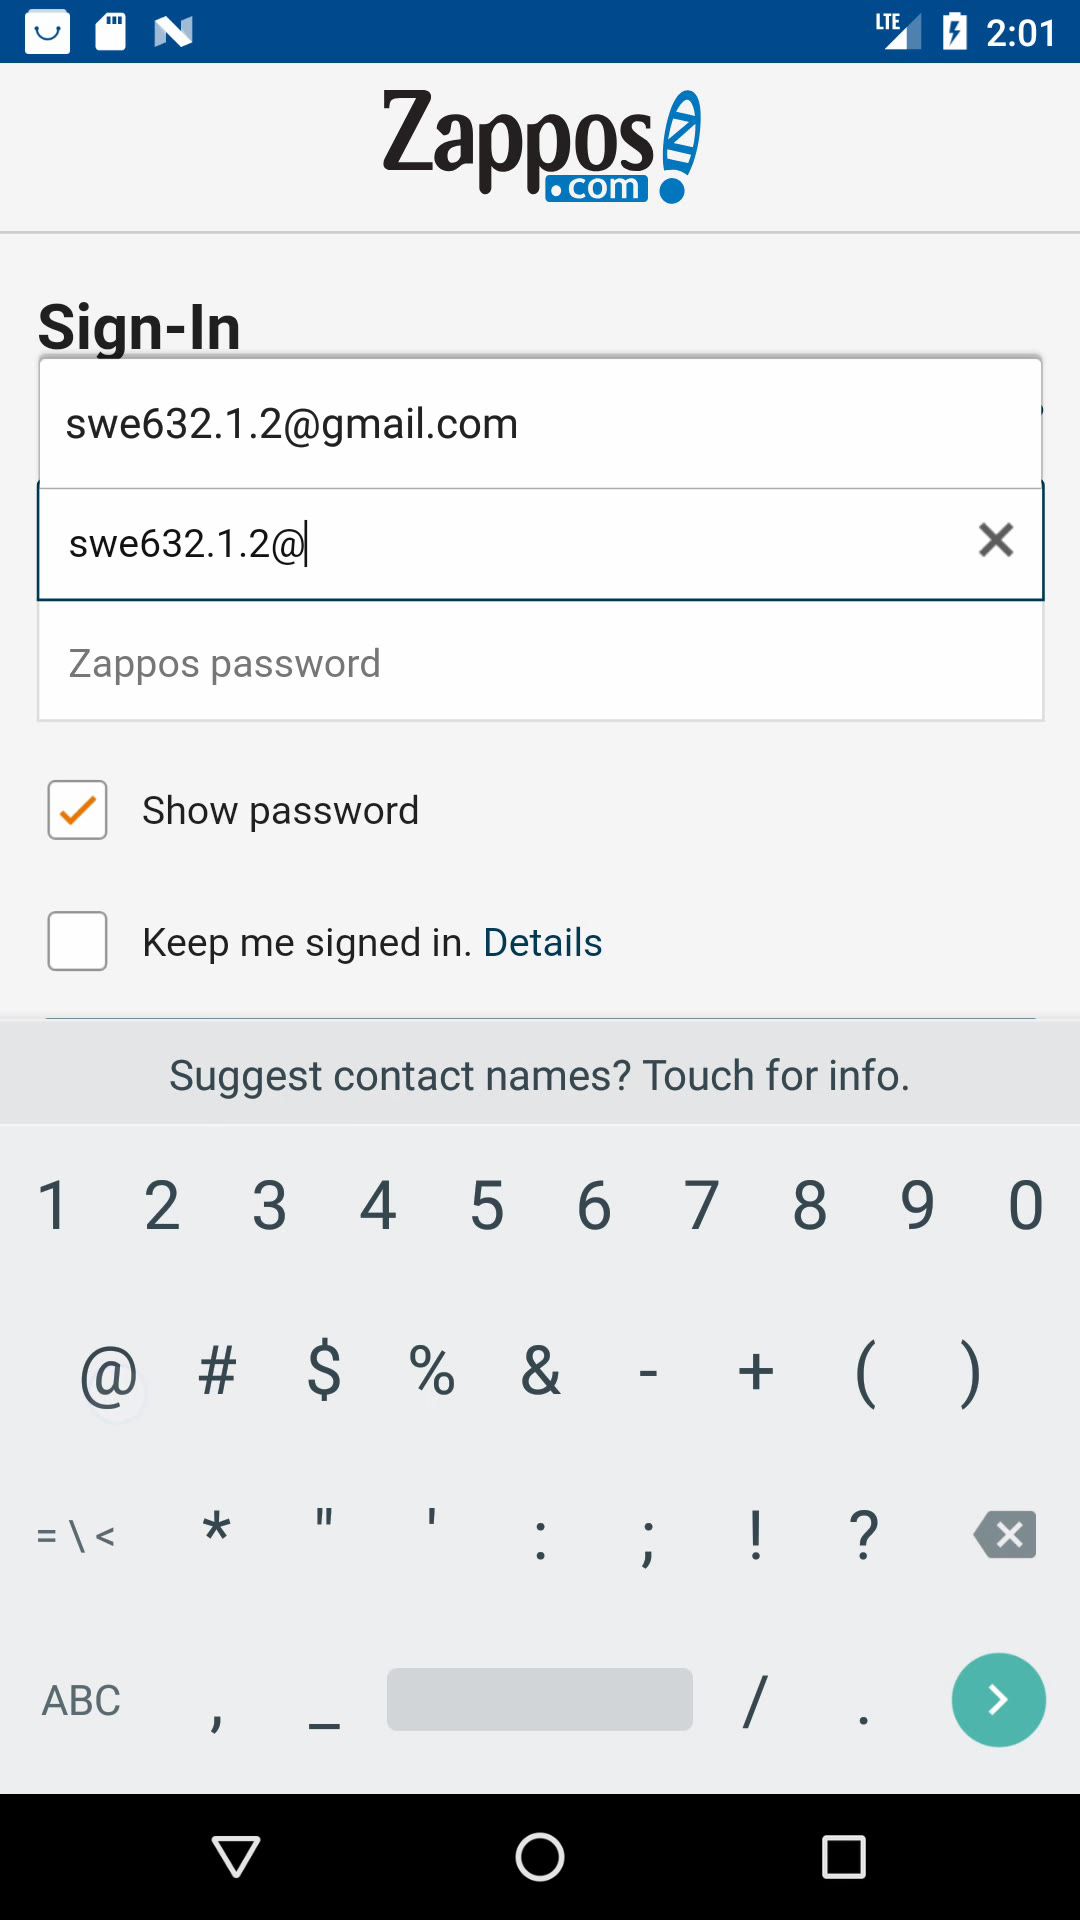 LTE 2:01
Zappos
.com
Sign-In
swe632.1.2@gmail.com
swe632.1.2@
Zappos password
Show password
Keep me signed in. Details
Suggest contact names? Touch for info.
1 2 3 4 5 6 7 8 9 0
@ # $ % & - + ( )
= \ < * " ' : ; ! ?
ABC , _ / .